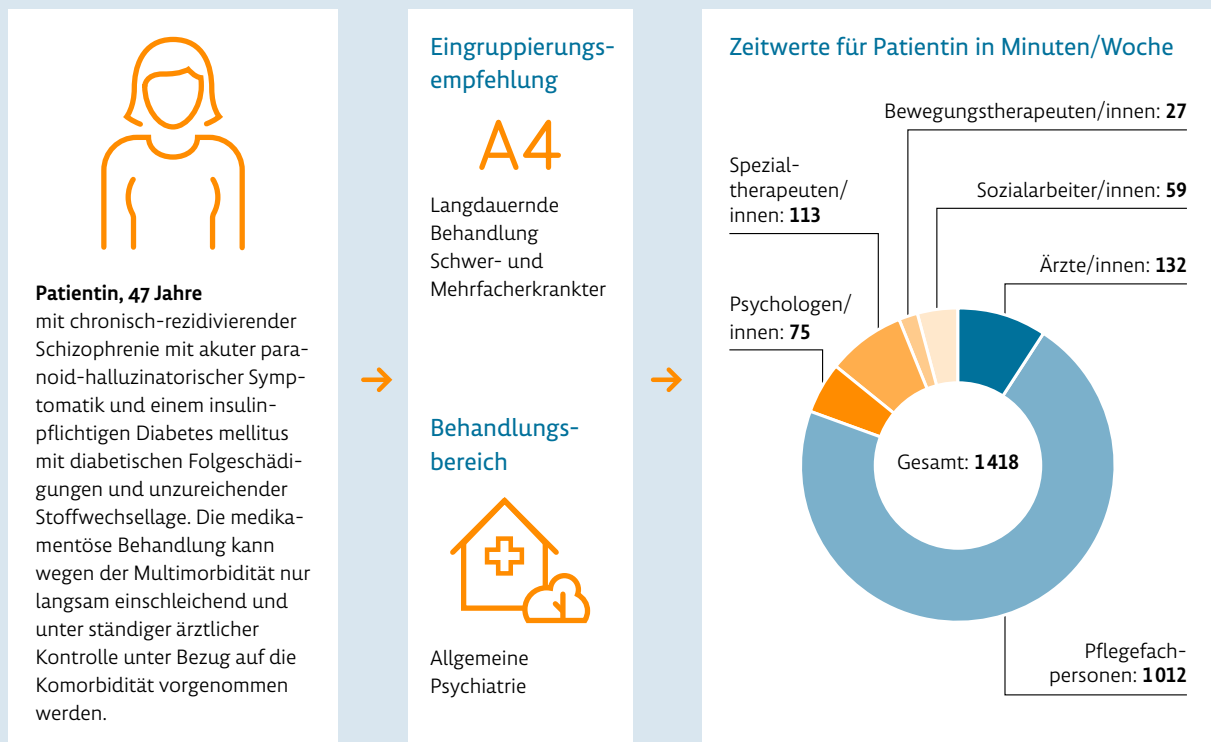 Patientin, 47 Jahre
mit chronisch-rezidivierender
Schizophrenie mit akuter para-
noid-halluzinatorischer Symp-
tomatik und einem insulin-
pflichtigen Diabetes mellitus
mit diabetischen Folgeschädi-
gungen und unzureichender
Stoffwechsellage. Die medika-
mentöse Behandlung kann
wegen der Multimorbidität nur
langsam einschleichend und
unter ständiger ärztlicher
Kontrolle unter Bezug auf die
Komorbidität vorgenommen
werden.
Eingruppierungs-
empfehlung
A4
Langdauernde
Behandlung
Schwer- und
Mehrfacherkrankter
Behandlungs-
bereich
Allgemeine
Psychiatrie
Zeitwerte für Patientin in Minuten/Woche
Bewegungstherapeuten/innen: 27
Spezial-
therapeuten/
innen: 113
Sozialarbeiter/innen: 59
Ärzte/innen: 132
Psychologen/
innen: 75
Gesamt: 1 418
Pflegefach-
personen: 1 012